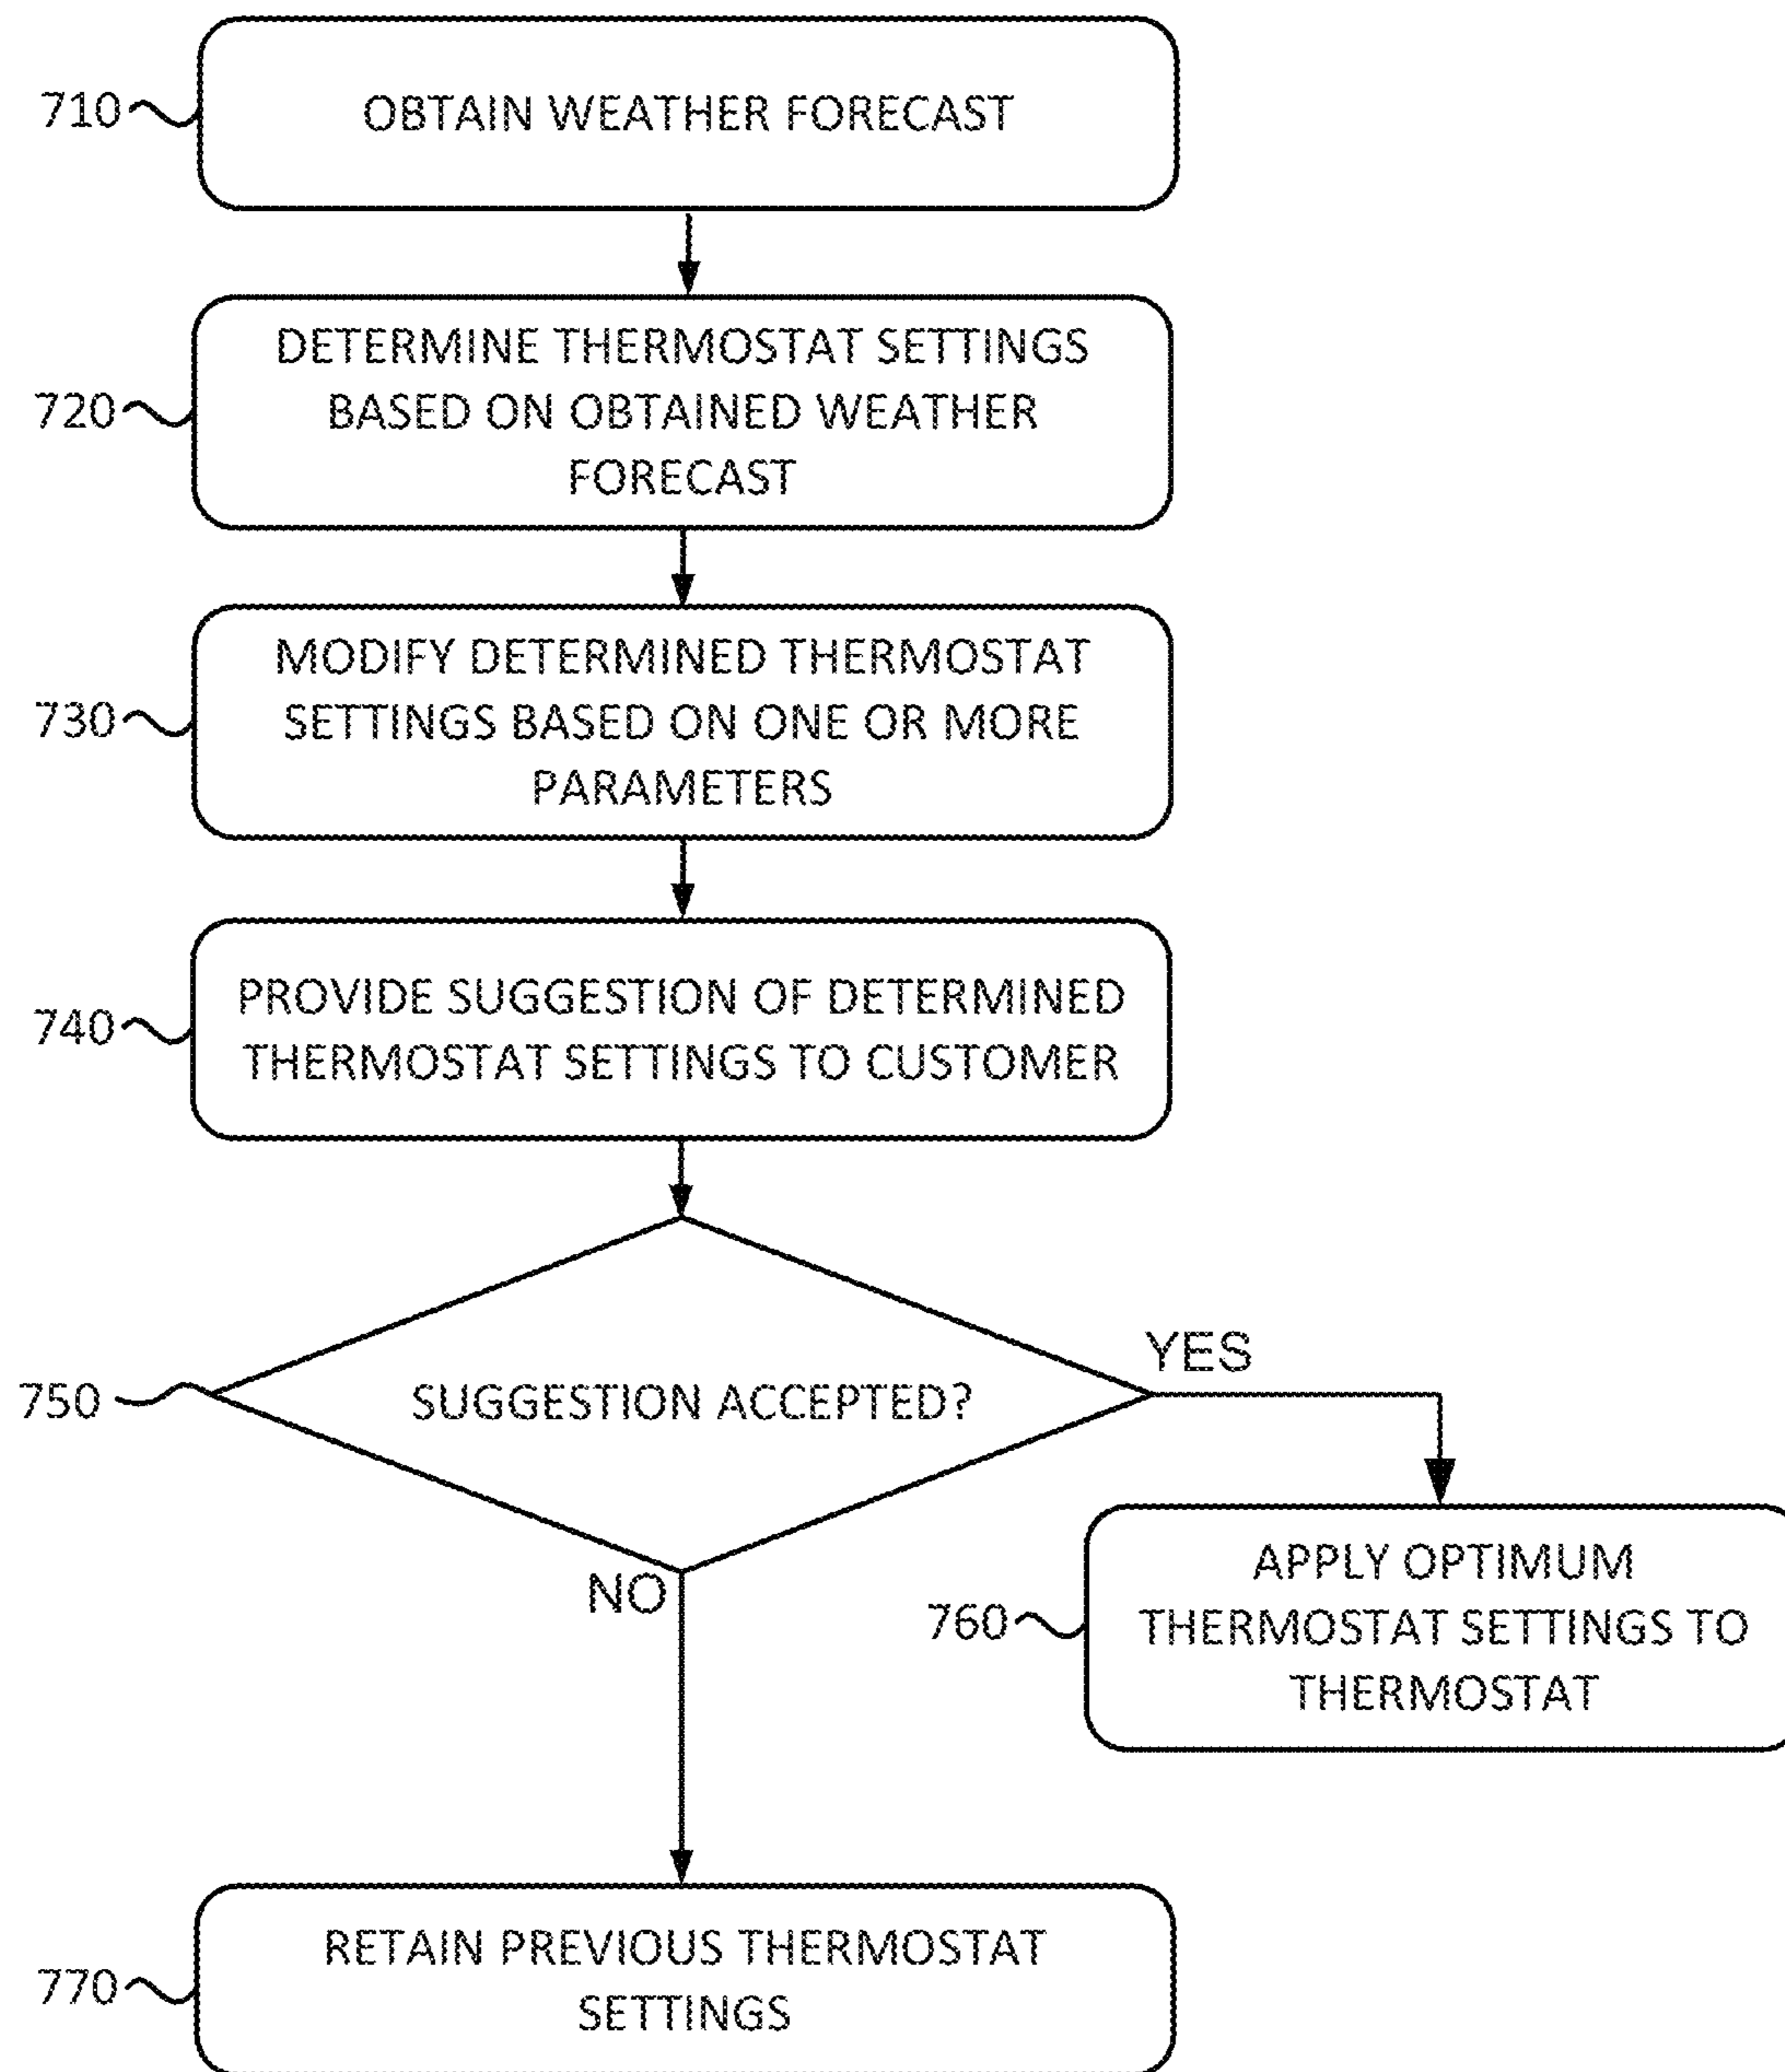 710
OBTAIN WEATHER FORECAST
720
DETERMINE THERMOSTAT SETTINGS
BASED ON OBTAINED WEATHER
FORECAST
730
MODIFY DETERMINED THERMOSTAT
SETTINGS BASED ON ONE OR MORE
PARAMETERS
740
PROVIDE SUGGESTION OF DETERMINED
THERMOSTAT SETTINGS TO CUSTOMER
750
SUGGESTION ACCEPTED?
YES
NO
760
APPLY OPTIMUM
THERMOSTAT SETTINGS TO
THERMOSTAT
770
RETAIN PREVIOUS THERMOSTAT
SETTINGS